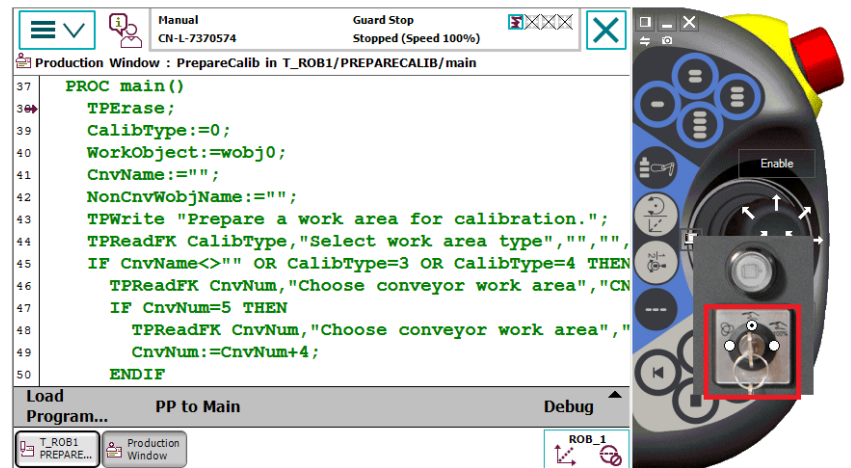 Manual
Guard Stop
CN-L-7370574
Stopped (Speed 100%)
Production Window : PrepareCalib in T_ROB1/PREPARECALIB/main
37 PROC main()
38 TPErase;
39 CalibType:=0;
40 WorkObject:=wobj0;
41 CnvName:="";
42 NonCnvWobjName:="";
43 TPWrite "Prepare a work area for calibration.";
44 TPReadFK CalibType,"Select work area type","","",
45 IF CnvName<>"" OR CalibType=3 OR CalibType=4 THEN
46 TPReadFK CnvNum,"Choose conveyor work area","CN
47 IF CnvNum=5 THEN
48 TPReadFK CnvNum,"Choose conveyor work area","
49 CnvNum:=CnvNum+4;
50 ENDIF
Load
Program...
PP to Main
Debug
T_ROB1
PREPARE...
Production
Window
ROB_1
Enable